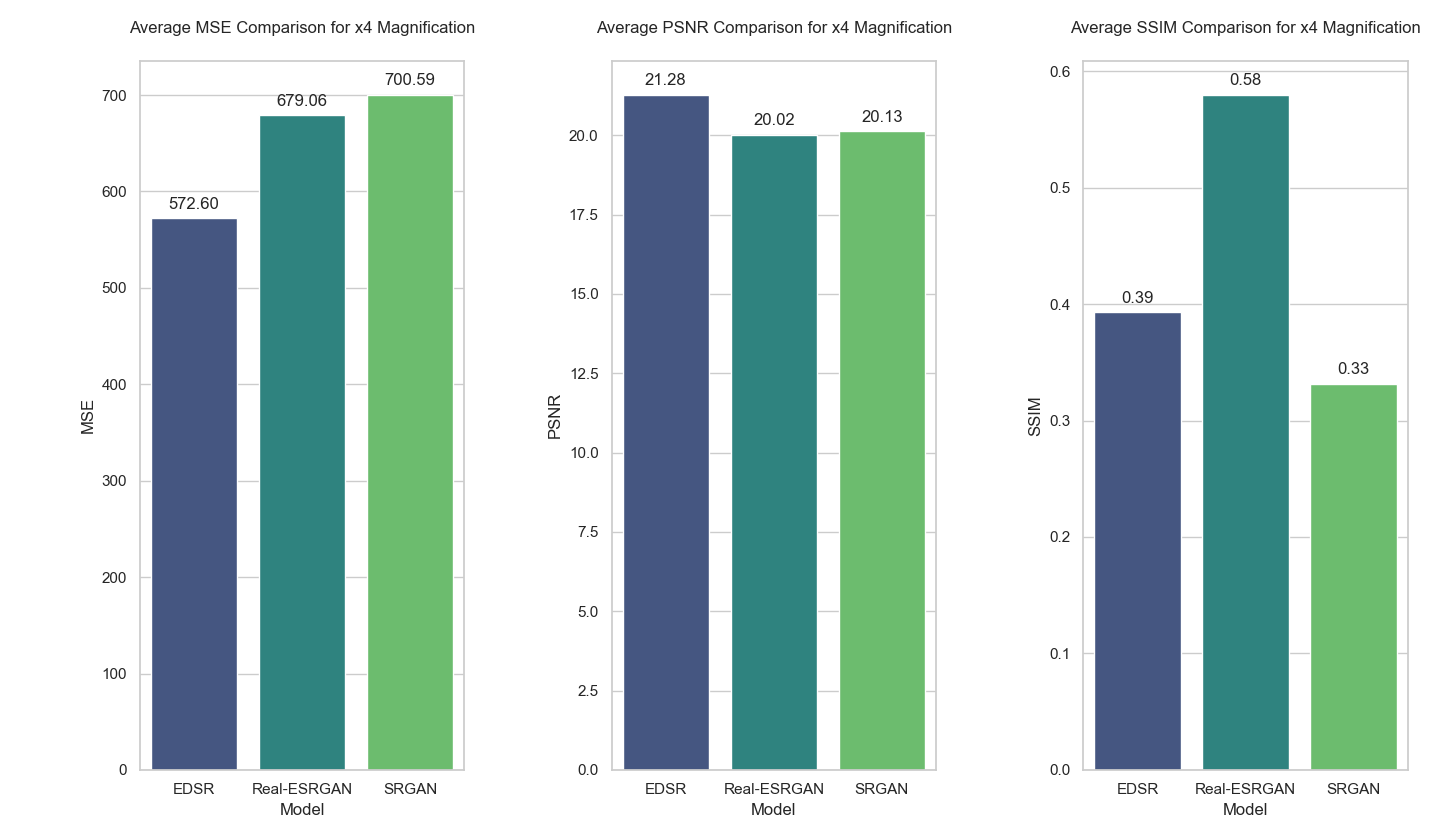 Average MSE Comparison for x4 Magnification
700.59
679.06
572.60
700
600
500
400
300
200
100
0
MSE
EDSR
Real-ESRGAN
SRGAN
Model
Average PSNR Comparison for x4 Magnification
21.28
20.02
20.13
20.0
17.5
15.0
12.5
10.0
7.5
5.0
2.5
0.0
PSNR
EDSR
Real-ESRGAN
SRGAN
Model
Average SSIM Comparison for x4 Magnification
0.58
0.39
0.33
0.6
0.5
0.4
0.3
0.2
0.1
0.0
SSIM
EDSR
Real-ESRGAN
SRGAN
Model